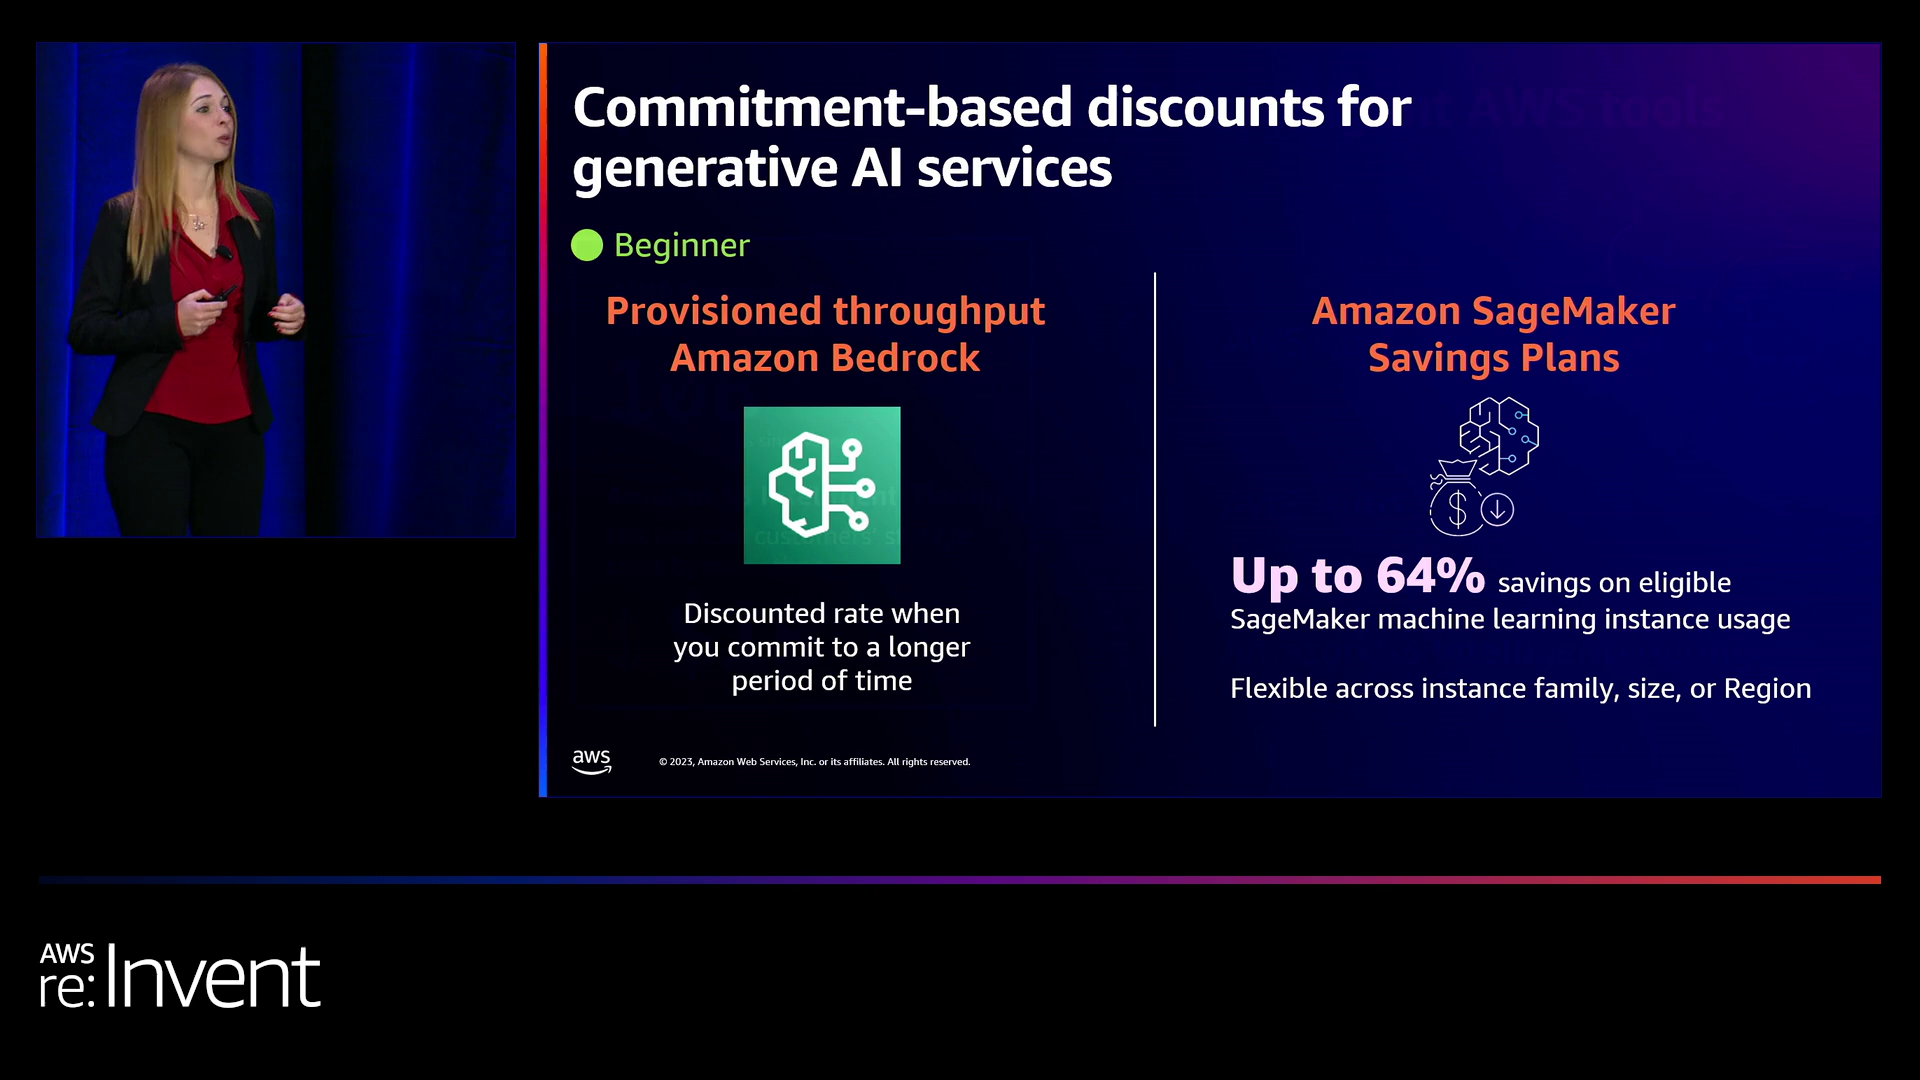 Commitment-based discounts for
generative AI services
Beginner
Provisioned throughput
Amazon Bedrock
Discounted rate when
you commit to a longer
period of time
Amazon SageMaker
Savings Plans
Up to 64% savings on eligible
SageMaker machine learning instance usage
Flexible across instance family, size, or Region
aws
© 2023, Amazon Web Services, Inc. or its affiliates. All rights reserved.
AWS
re:Invent